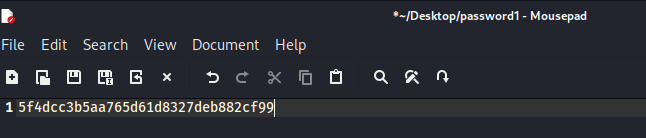 *~/Desktop/password1 - Mousepad
File Edit Search View Document Help
1 5f4dcc3b5aa765d61d8327deb882cf99